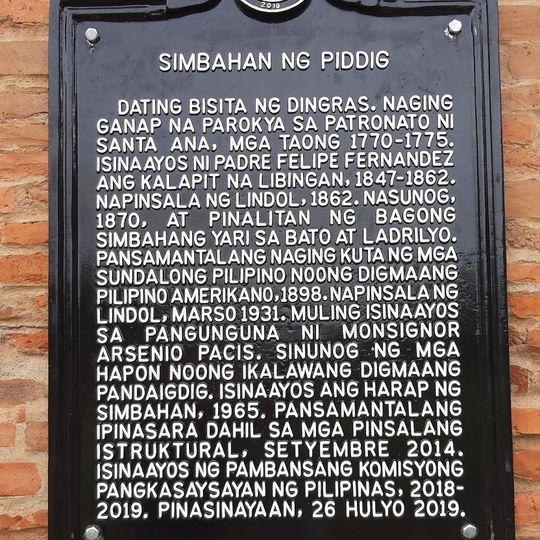 2019
SIMBAHAN NG PIDDIG
DATING BISITA NG DINGRAS. NAGING
GANAP NA PAROKYA SA PATRONATO NI
SANTA ANA, MGA TAONG 1770-1775.
ISINAAYOS NI PADRE FELIPE FERNANDEZ
ANG KALAPIT NA LIBINGAN, 1847-1862.
NAPINSALA NG LINDOL, 1862. NASUNOG,
1870, AT PINALITAN NG BAGONG
SIMBAHANG YARI SA BATO AT LADRILYO.
PANSAMANTALANG NAGING KUTA NG MGA
SUNDALONG PILIPINO NOONG DIGMAANG
PILIPINO AMERIKANO, 1898. NAPINSALA NG
LINDOL, MARSO 1931. MULING ISINAAYOS
SA PANGUNGUNA NI MONSIGNOR
ARSENIO PACIS. SINUNOG NG MGA
HAPON NOONG IKALAWANG DIGMAANG
PANDAIGDIG. ISINAAYOS ANG HARAP NG
SIMBAHAN, 1965. PANSAMANTALANG
IPINASARA DAHIL SA MGA PINSALANG
ISTRUKTURAL, SETYEMBRE 2014.
ISINAAYOS NG PAMBANSANG KOMISYONG
PANGKASAYSAYAN NG PILIPINAS, 2018-
2019. PINASINAYAAN, 26 HULYO 2019.